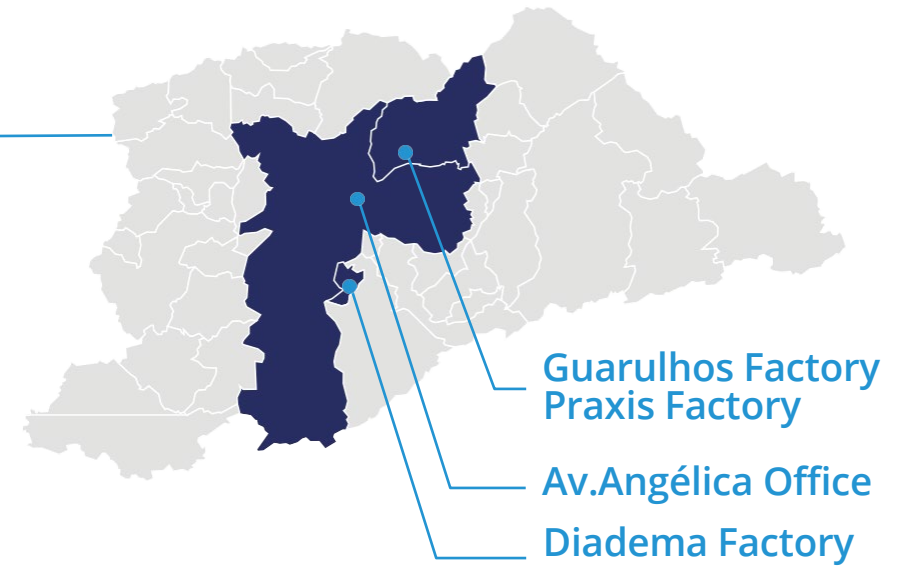 Guarulhos Factory
Praxis Factory
Av.Angélica Office
Diadema Factory